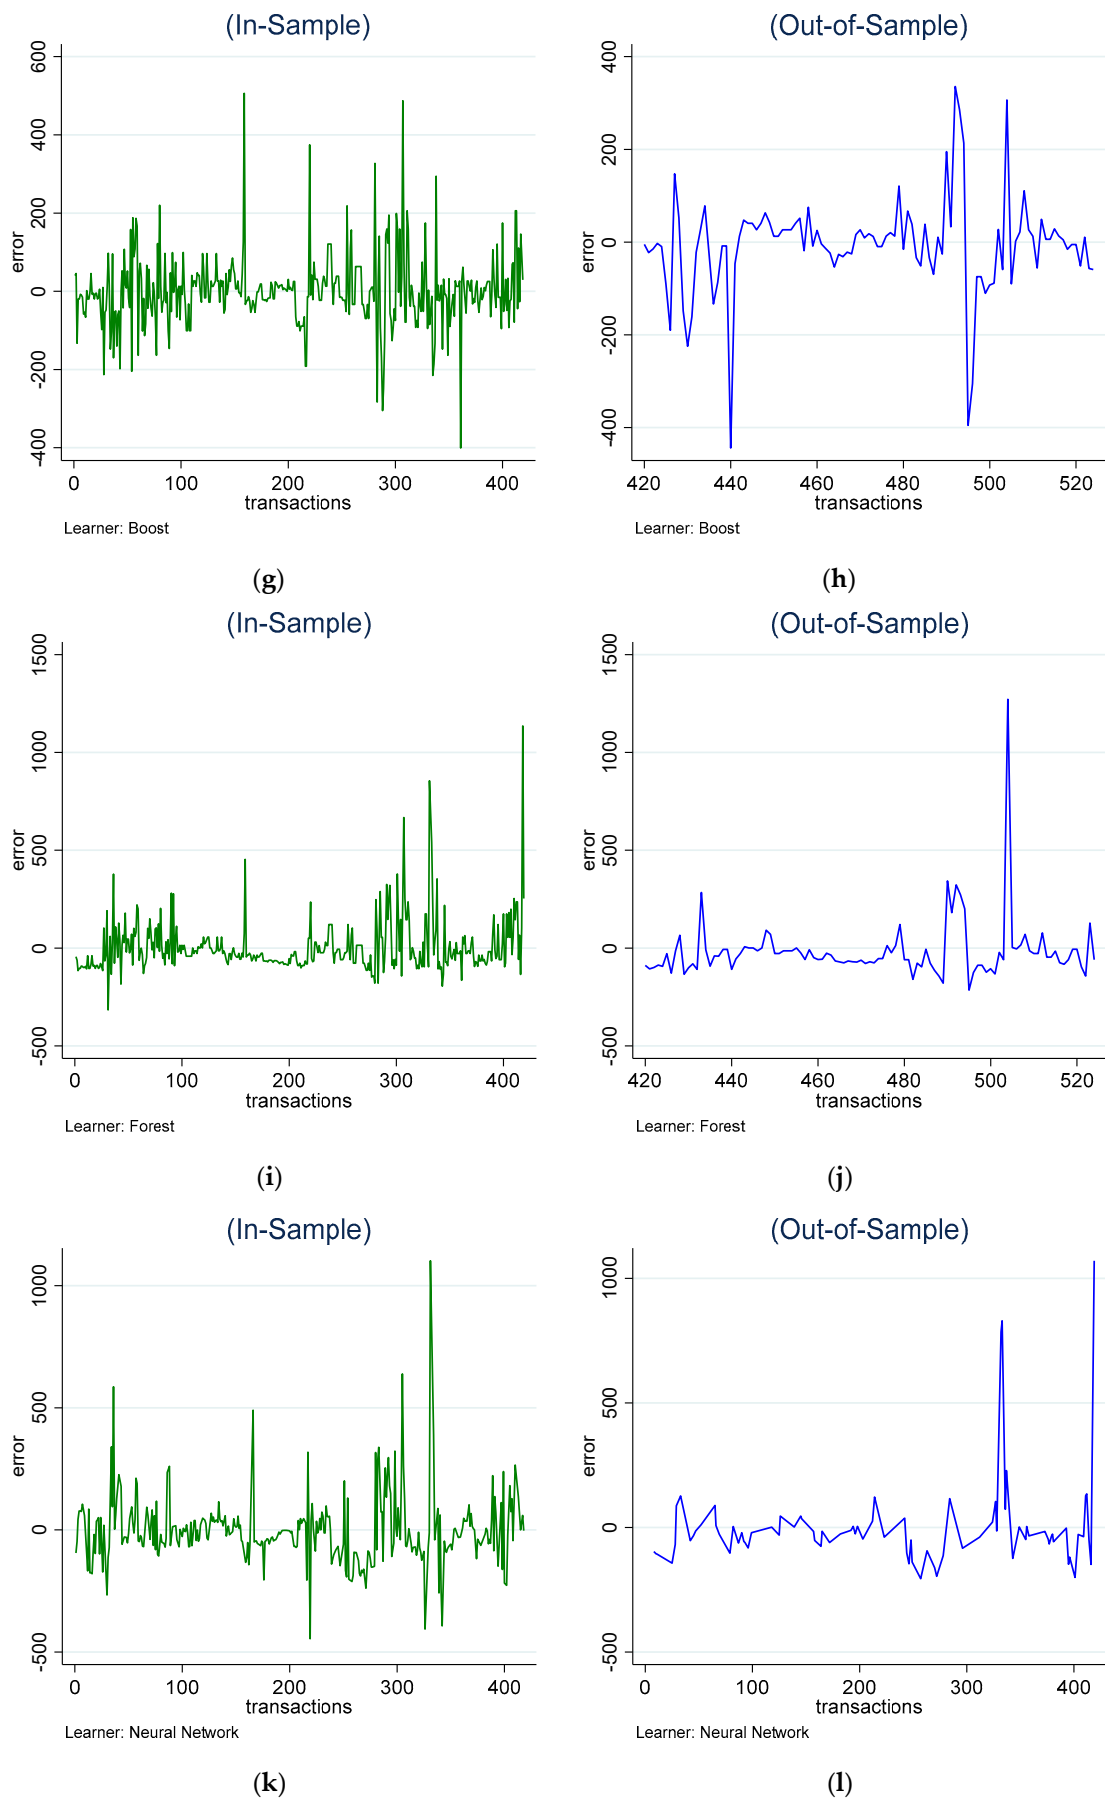 (In-Sample)
600
400
200
0
-200
-400
error
0 100 200 300 400
transactions
Learner: Boost
(g)
(Out-of-Sample)
400
200
0
-200
-400
error
420 440 460 480 500 520
transactions
Learner: Boost
(h)
(In-Sample)
1500
1000
500
0
-500
error
0 100 200 300 400
transactions
Learner: Forest
(i)
(Out-of-Sample)
1500
1000
500
0
-500
error
420 440 460 480 500 520
transactions
Learner: Forest
(j)
(In-Sample)
1000
500
0
-500
error
0 100 200 300 400
transactions
Learner: Neural Network
(k)
(Out-of-Sample)
1000
500
0
-500
error
0 100 200 300 400
transactions
Learner: Neural Network
(l)